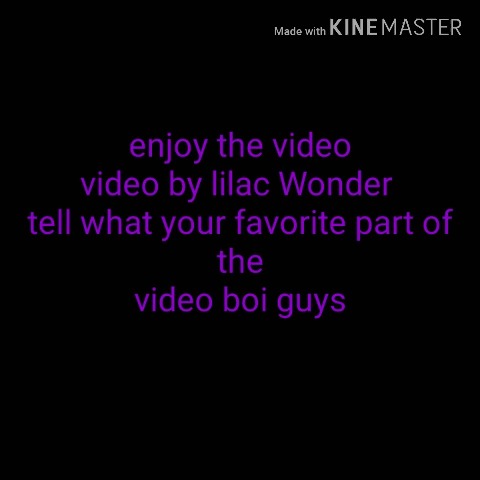 Made with KINEMASTER
enjoy the video
video by lilac Wonder
tell what your favorite part of
the
video boi guys